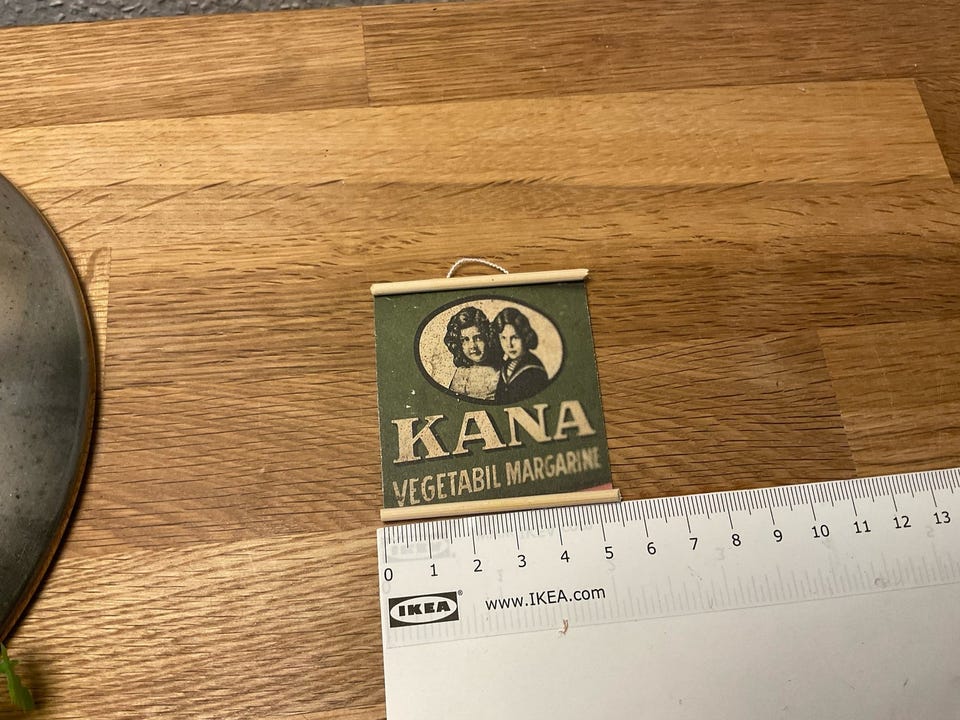 KANA
VEGETABIL MARGARINE
0 1 2 3 4 5 6 7 8 9 10 11 12 13
IKEA www.IKEA.com